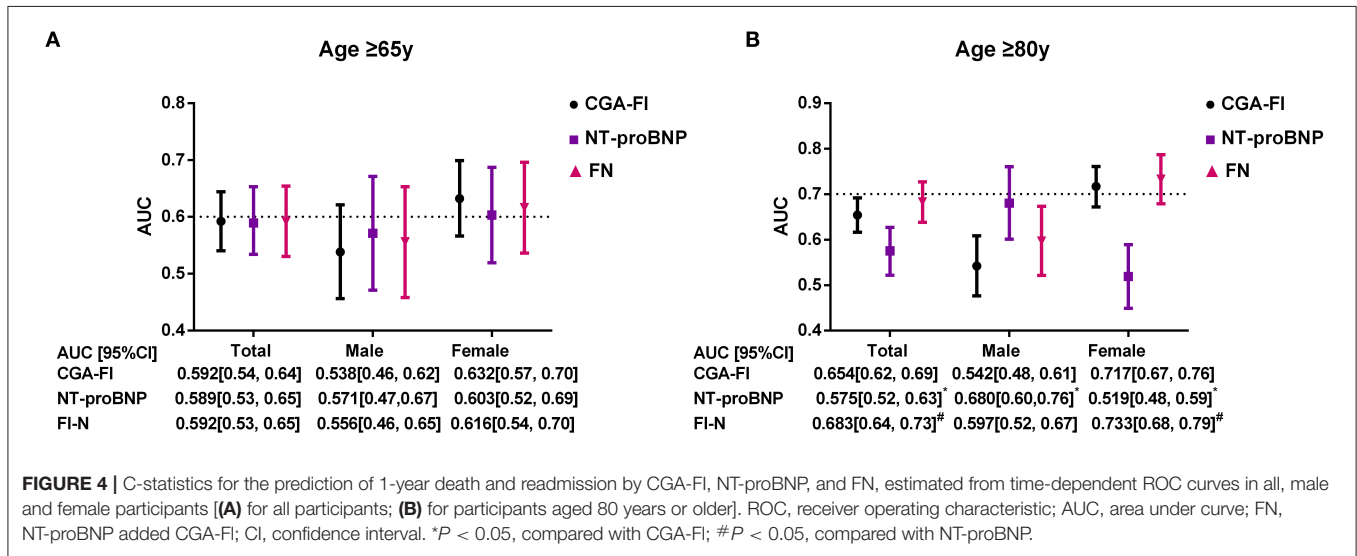 A
Age ≥65y
0.8
0.7
0.6
0.5
0.4
AUC
CGA-FI
NT-proBNP
FN
AUC [95%CI] Total Male Female
CGA-FI 0.592[0.54, 0.64] 0.538[0.46, 0.62] 0.632[0.57, 0.70]
NT-proBNP 0.589[0.53, 0.65] 0.571[0.47,0.67] 0.603[0.52, 0.69]
FI-N 0.592[0.53, 0.65] 0.556[0.46, 0.65] 0.616[0.54, 0.70]
B
Age ≥80y
0.9
0.8
0.7
0.6
0.5
0.4
AUC
CGA-FI
NT-proBNP
FN
AUC [95%CI] Total Male Female
CGA-FI 0.654[0.62, 0.69] 0.542[0.48, 0.61] 0.717[0.67, 0.76]
NT-proBNP 0.575[0.52, 0.63]* 0.680[0.60,0.76]* 0.519[0.48, 0.59]*
FI-N 0.683[0.64, 0.73]# 0.597[0.52, 0.67] 0.733[0.68, 0.79]#
FIGURE 4 | C-statistics for the prediction of 1-year death and readmission by CGA-FI, NT-proBNP, and FN, estimated from time-dependent ROC curves in all, male
and female participants [(A) for all participants; (B) for participants aged 80 years or older]. ROC, receiver operating characteristic; AUC, area under curve; FN,
NT-proBNP added CGA-FI; CI, confidence interval. *P < 0.05, compared with CGA-FI; #P < 0.05, compared with NT-proBNP.